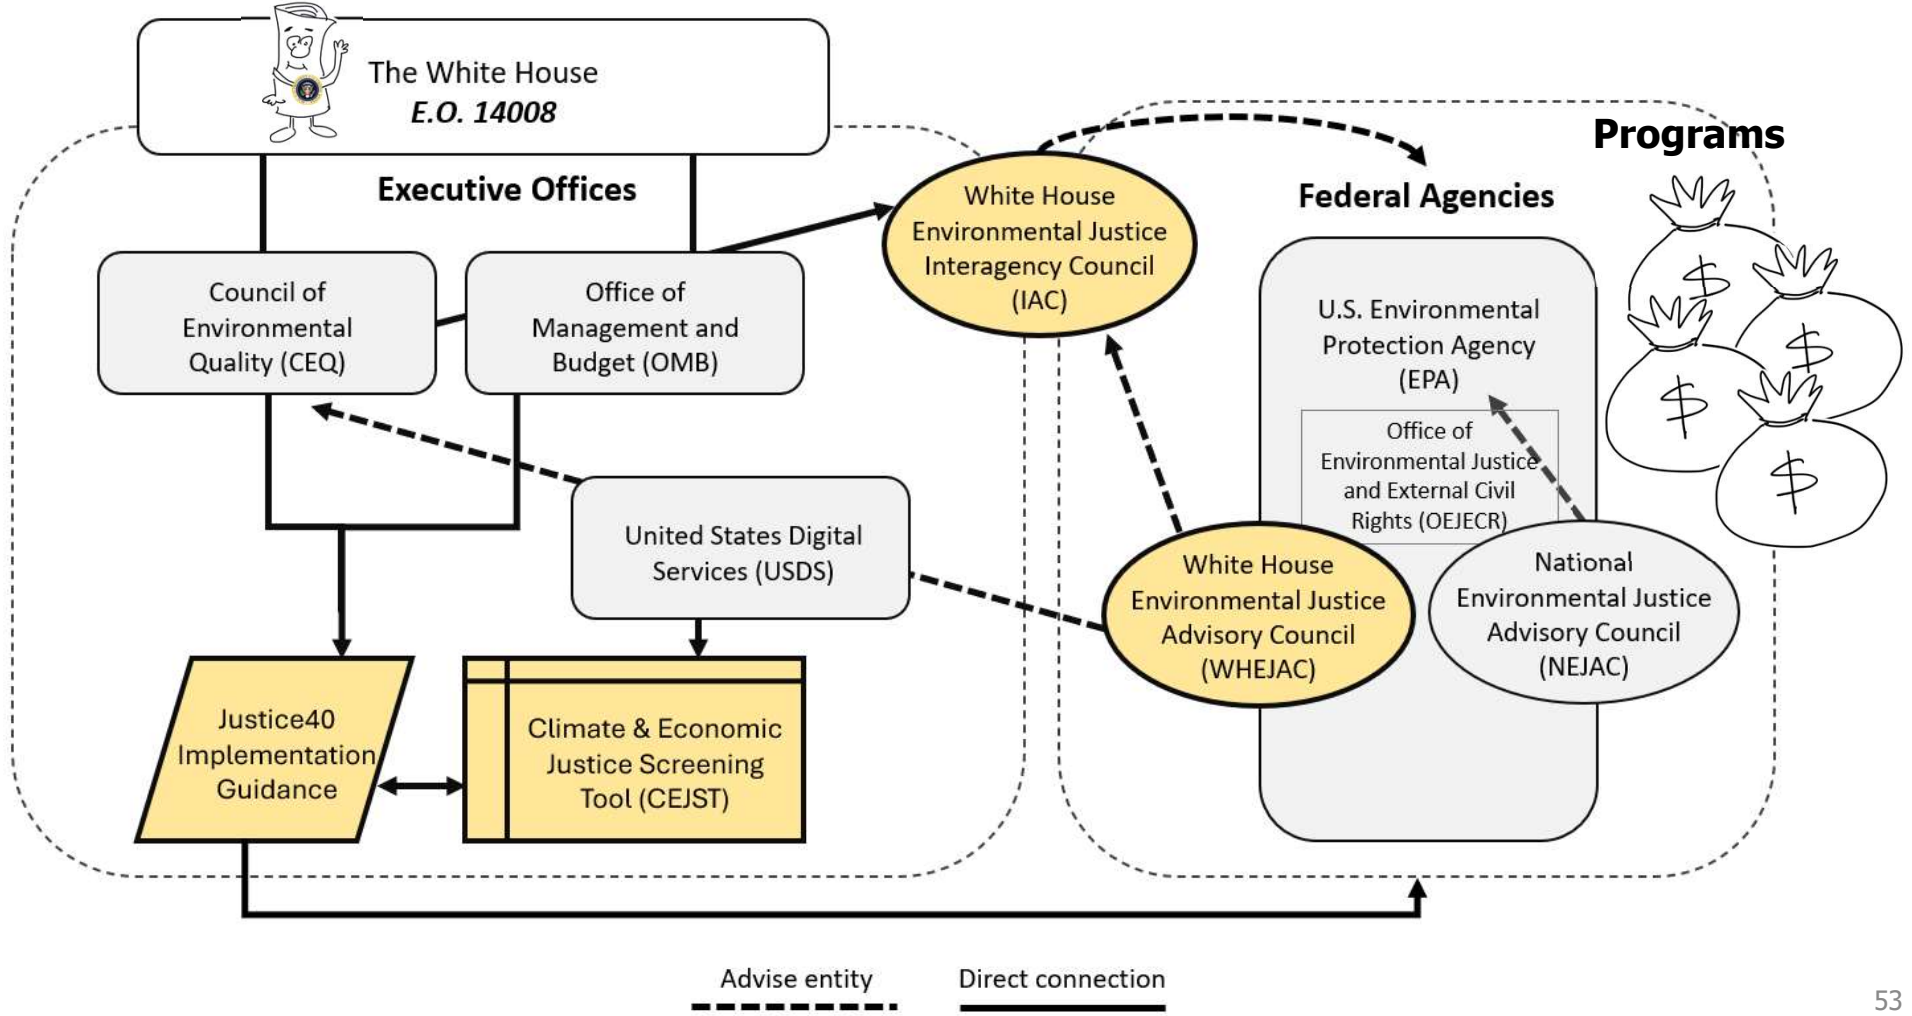 The White House
E.O. 14008
Programs
Executive Offices
Federal Agencies
White House
Environmental Justice
Interagency Council
(IAC)
Council of
Environmental
Quality (CEQ)
Office of
Management and
Budget (OMB)
U.S. Environmental
Protection Agency
(EPA)
$
$
$
$
Office of
Environmental Justice
and External Civil
Rights (OEJECR)
United States Digital
Services (USDS)
White House
Environmental Justice
Advisory Council
(WHEJAC)
National
Environmental Justice
Advisory Council
(NEJAC)
Justice40
Implementation
Guidance
Climate & Economic
Justice Screening
Tool (CEJST)
Advise entity
Direct connection
53